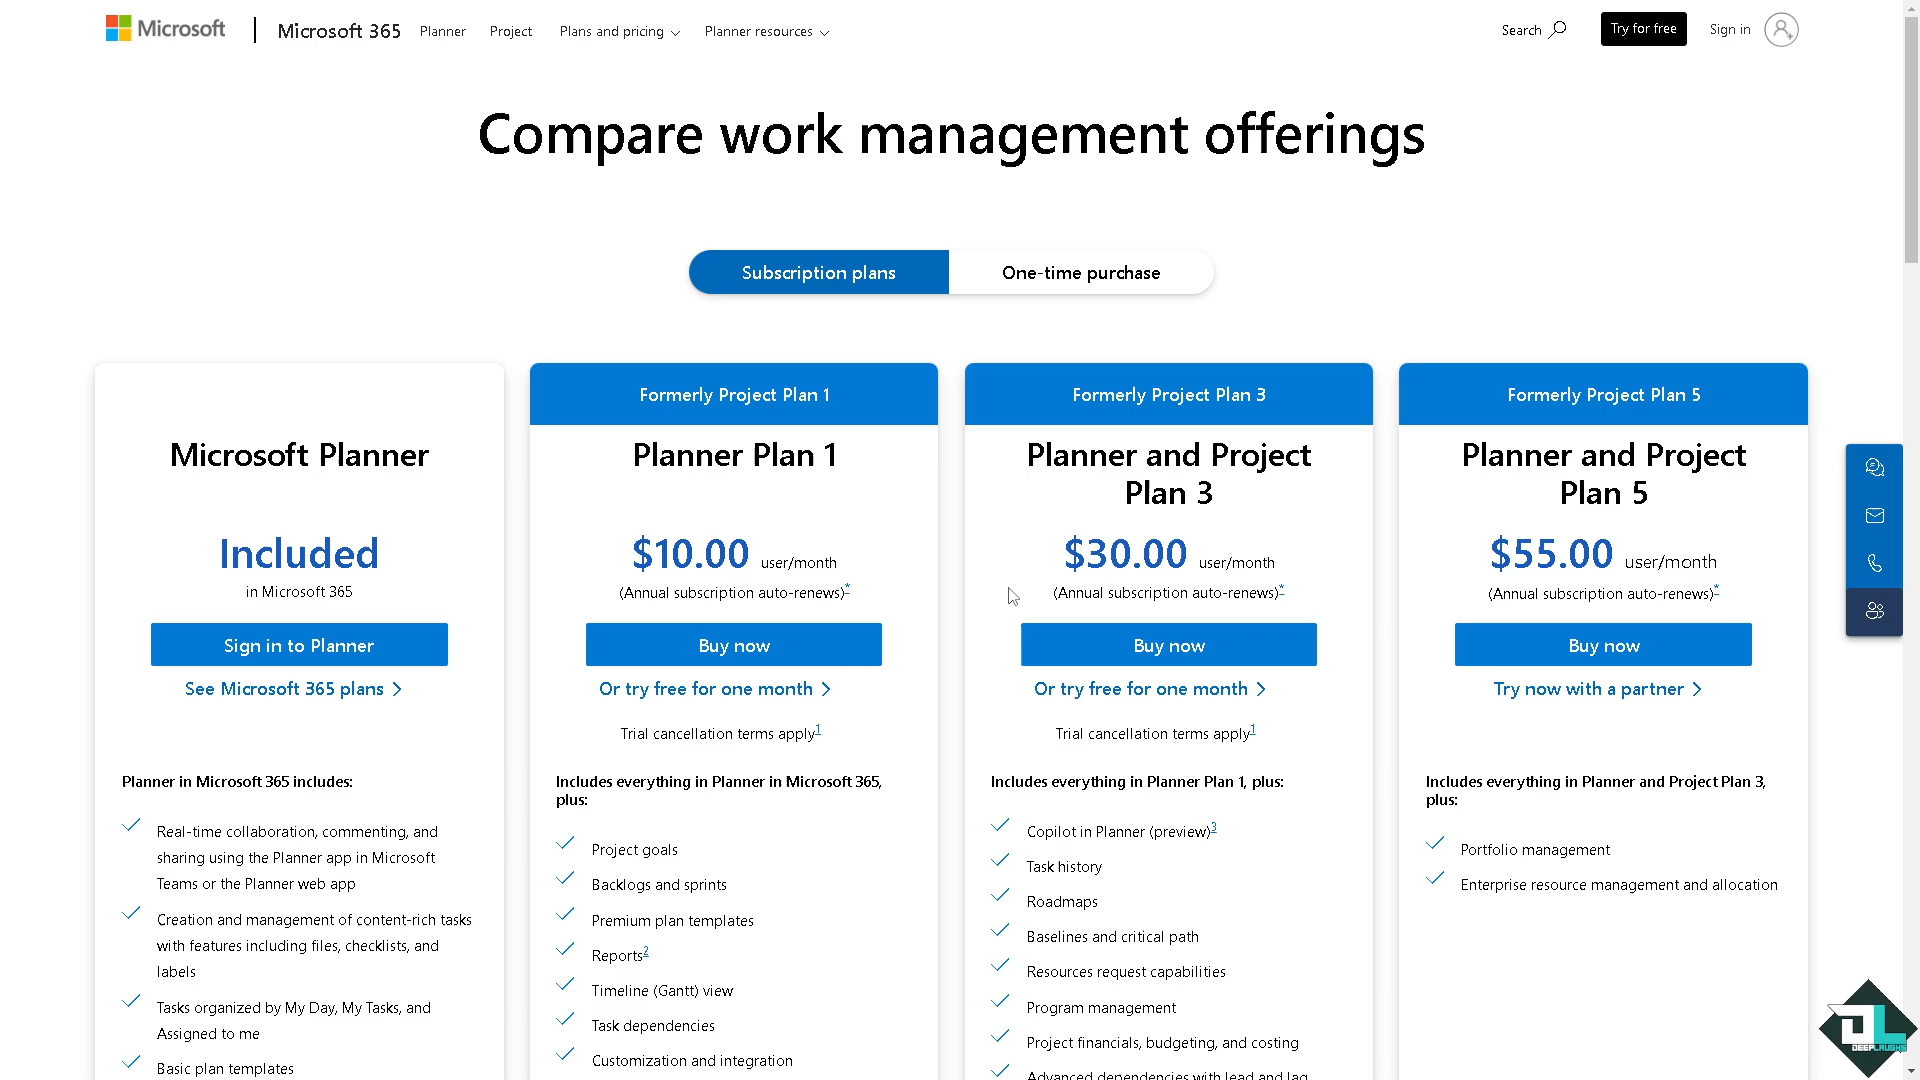 Microsoft
Microsoft 365
Planner
Project
Plans and pricing
Planner resources
Search
Try for free
Sign in
Compare work management offerings
Subscription plans
One-time purchase
Microsoft Planner
Included
in Microsoft 365
Sign in to Planner
See Microsoft 365 plans
Planner in Microsoft 365 includes:
Real-time collaboration, commenting, and
sharing using the Planner app in Microsoft
Teams or the Planner web app
Creation and management of content-rich tasks
with features including files, checklists, and
labels
Tasks organized by My Day, My Tasks, and
Assigned to me
Basic plan templates
Formerly Project Plan 1
Planner Plan 1
$10.00 user/month
(Annual subscription auto-renews)*
Buy now
Or try free for one month
Trial cancellation terms apply1
Includes everything in Planner in Microsoft 365,
plus:
Project goals
Backlogs and sprints
Premium plan templates
Reports2
Timeline (Gantt) view
Task dependencies
Customization and integration
Formerly Project Plan 3
Planner and Project
Plan 3
$30.00 user/month
(Annual subscription auto-renews)*
Buy now
Or try free for one month
Trial cancellation terms apply1
Includes everything in Planner Plan 1, plus:
Copilot in Planner (preview)3
Task history
Roadmaps
Baselines and critical path
Resources request capabilities
Program management
Project financials, budgeting, and costing
Advanced dependencies with lead and lag
Formerly Project Plan 5
Planner and Project
Plan 5
$55.00 user/month
(Annual subscription auto-renews)*
Buy now
Try now with a partner
Includes everything in Planner and Project Plan 3,
plus:
Portfolio management
Enterprise resource management and allocation
DL
DEEPLAUGHS